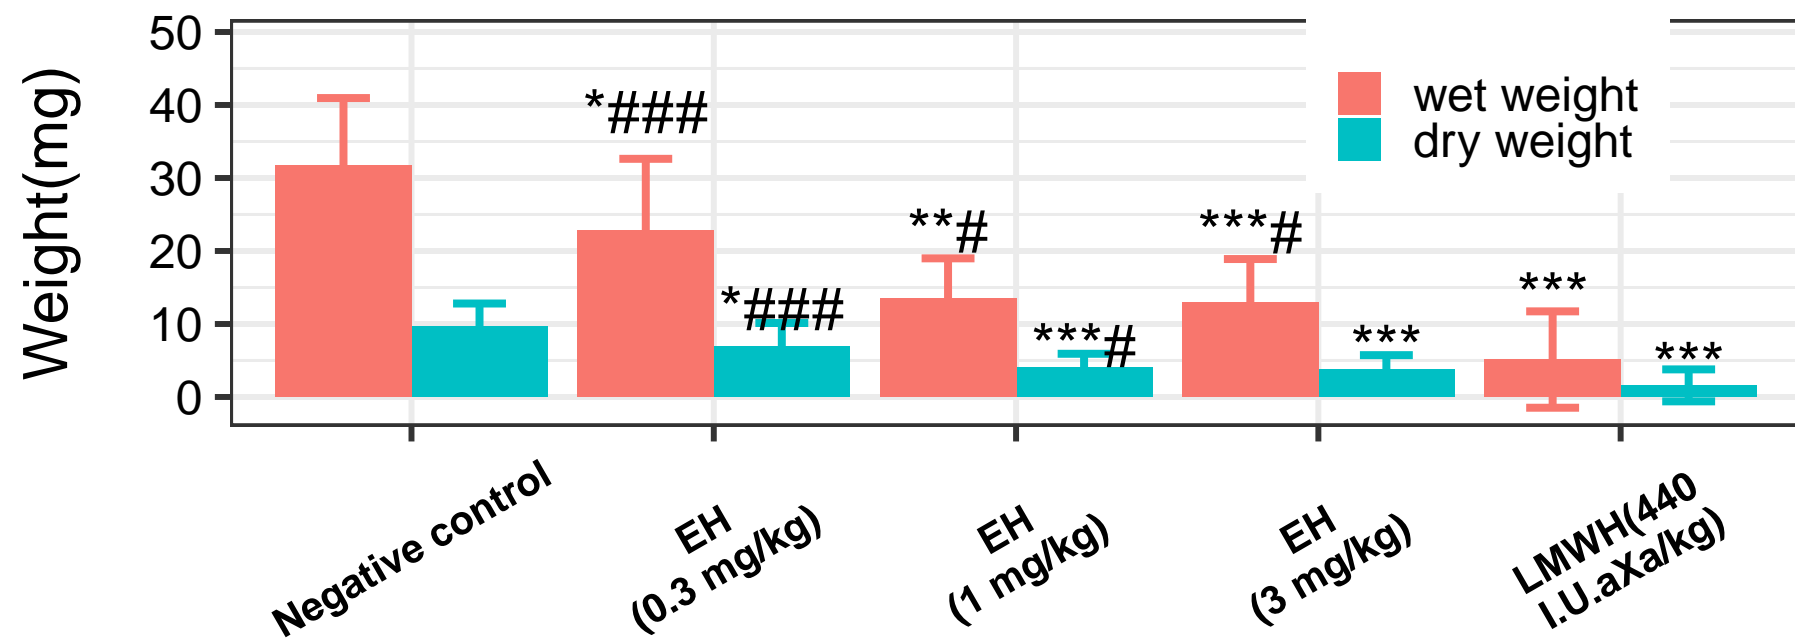 Weight(mg)
50
40
30
20
10
0
wet weight
dry weight
*###
*###
**#
***#
***#
***
***
***
Negative control
EH
(0.3 mg/kg)
EH
(1 mg/kg)
EH
(3 mg/kg)
LMWH(440
I.U.aXa/kg)